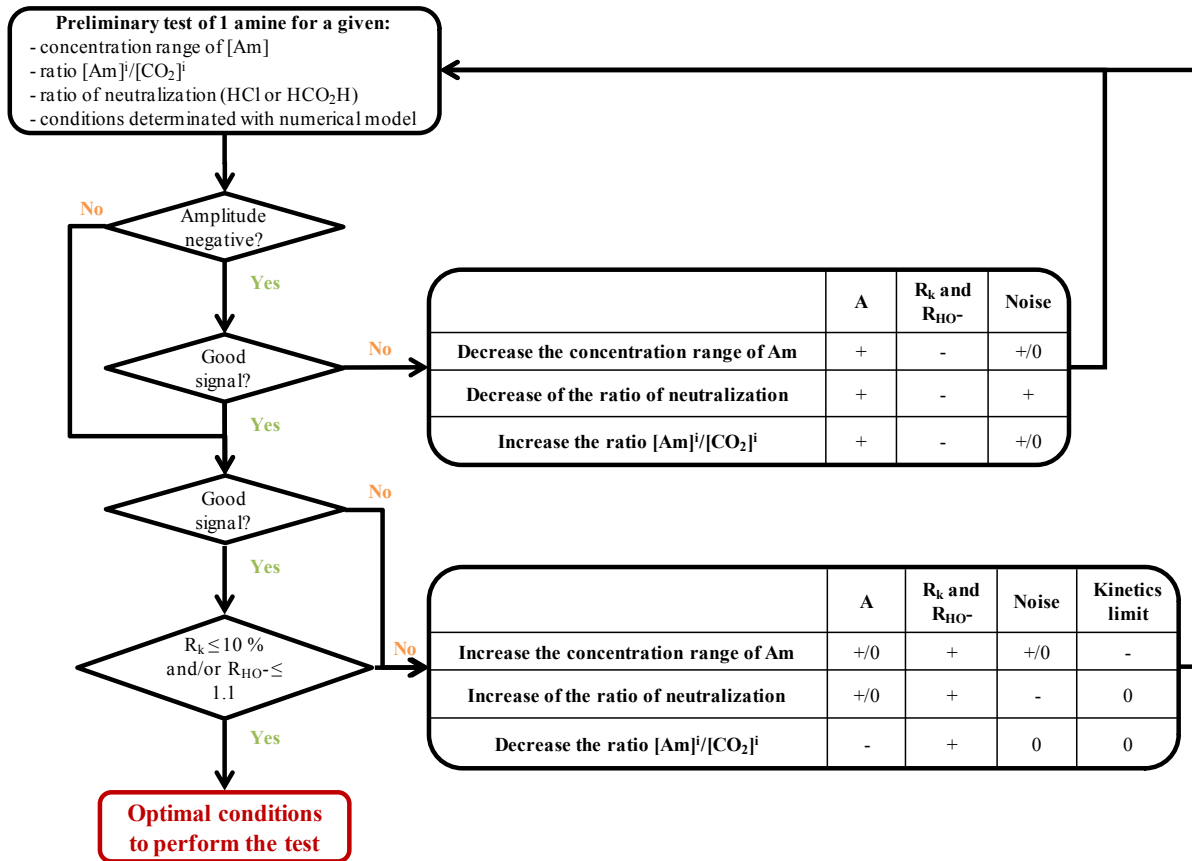 Preliminary test of 1 amine for a given:
- concentration range of [Am]
- ratio [Am]ⁱ/[CO₂]ⁱ
- ratio of neutralization (HCl or HCO₂H)
- conditions determinated with numerical model
No
Amplitude
negative?
Yes
Good
signal?
No
Yes
A
Rₖ and
R_HO-
Noise
Decrease the concentration range of Am + - +/0
Decrease of the ratio of neutralization + - +
Increase the ratio [Am]ⁱ/[CO₂]ⁱ + - +/0
Good
signal?
No
Yes
Rₖ ≤ 10 %
and/or R_HO- ≤
1.1
No
Yes
A
Rₖ and
R_HO-
Noise
Kinetics
limit
Increase the concentration range of Am +/0 + +/0 -
Increase of the ratio of neutralization +/0 + - 0
Decrease the ratio [Am]ⁱ/[CO₂]ⁱ - + 0 0
Optimal conditions
to perform the test